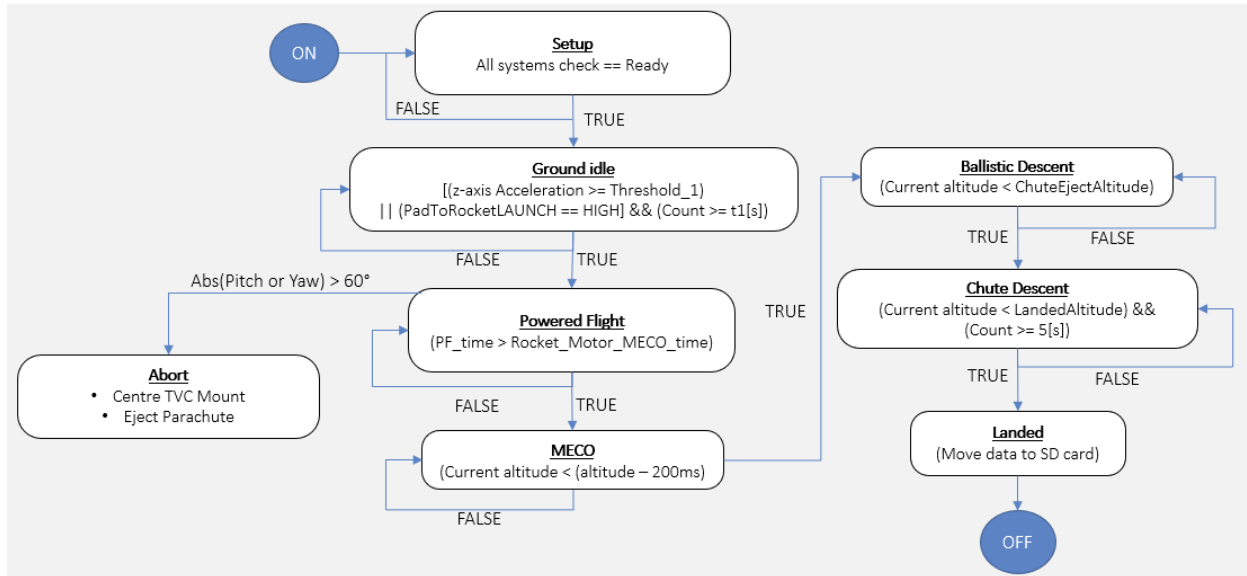 ON
Setup
All systems check == Ready
FALSE
TRUE
Ground idle
[(z-axis Acceleration >= Threshold_1)
|| (PadToRocketLAUNCH == HIGH] && (Count >= t1[s])
FALSE
TRUE
Abs(Pitch or Yaw) > 60°
Powered Flight
(PF_time > Rocket_Motor_MECO_time)
Abort
• Centre TVC Mount
• Eject Parachute
FALSE
TRUE
MECO
(Current altitude < (altitude – 200ms)
FALSE
TRUE
Ballistic Descent
(Current altitude < ChuteEjectAltitude)
TRUE
FALSE
Chute Descent
(Current altitude < LandedAltitude) &&
(Count >= 5[s])
TRUE
FALSE
Landed
(Move data to SD card)
OFF